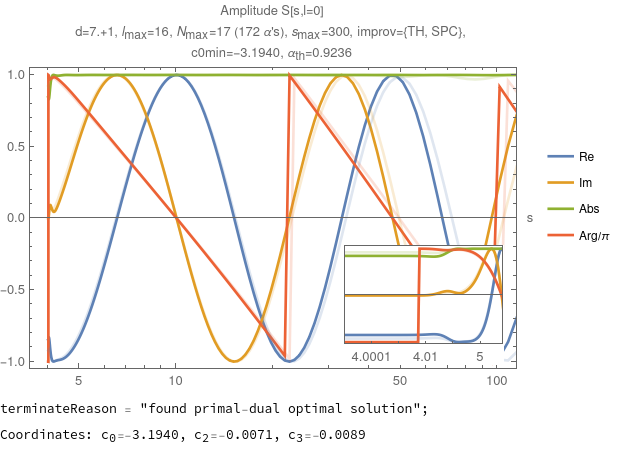 Amplitude S[s,l=0]
d=7.+1, lmax=16, Nmax=17 (172 α's), smax=300, improv={TH, SPC},
c0min=-3.1940, αth=0.9236
1.0
0.5
0.0
-0.5
-1.0
s
Re
Im
Abs
Arg/π
4.0001 4.01 5
5 10 50 100
terminateReason = "found primal-dual optimal solution";
Coordinates: c0=-3.1940, c2=-0.0071, c3=-0.0089